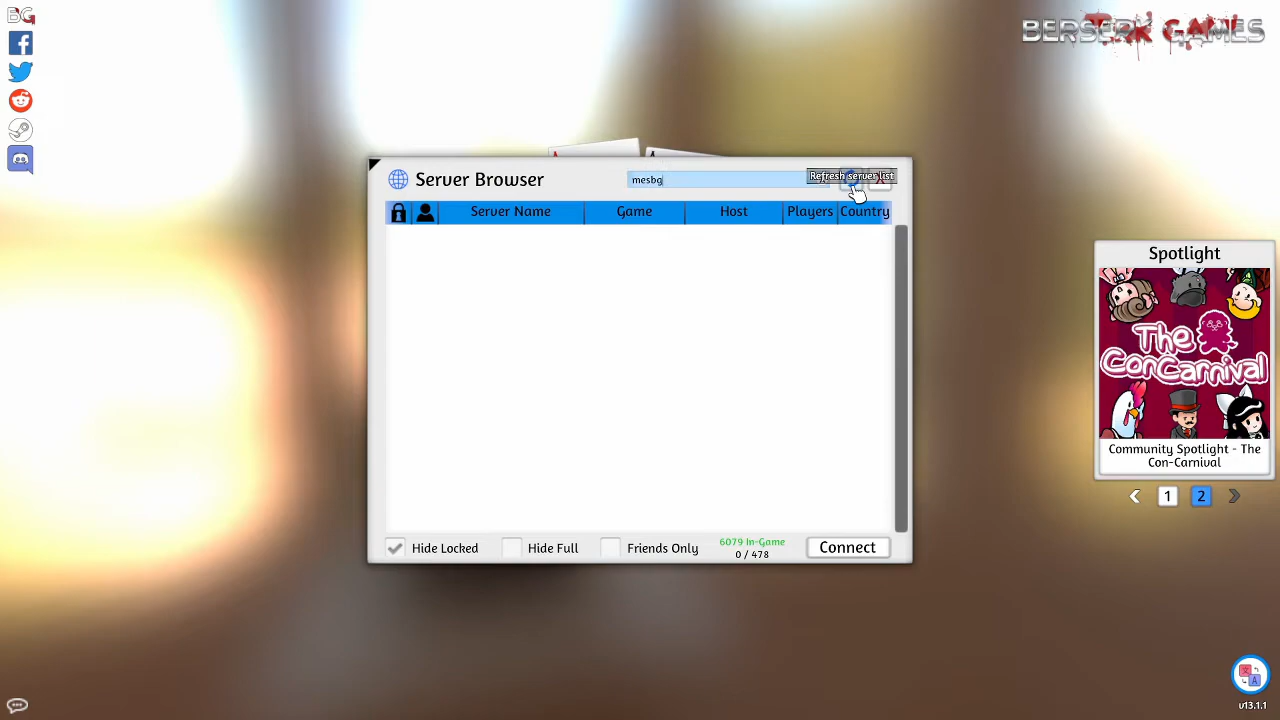 BG
BERSERK GAMES
Server Browser
mesbg
Refresh server list
Server Name
Game
Host
Players
Country
Hide Locked
Hide Full
Friends Only
6079 In-Game
0 / 478
Connect
Spotlight
The
ConCarnival
Community Spotlight - The
Con-Carnival
1
2
v13.1.1